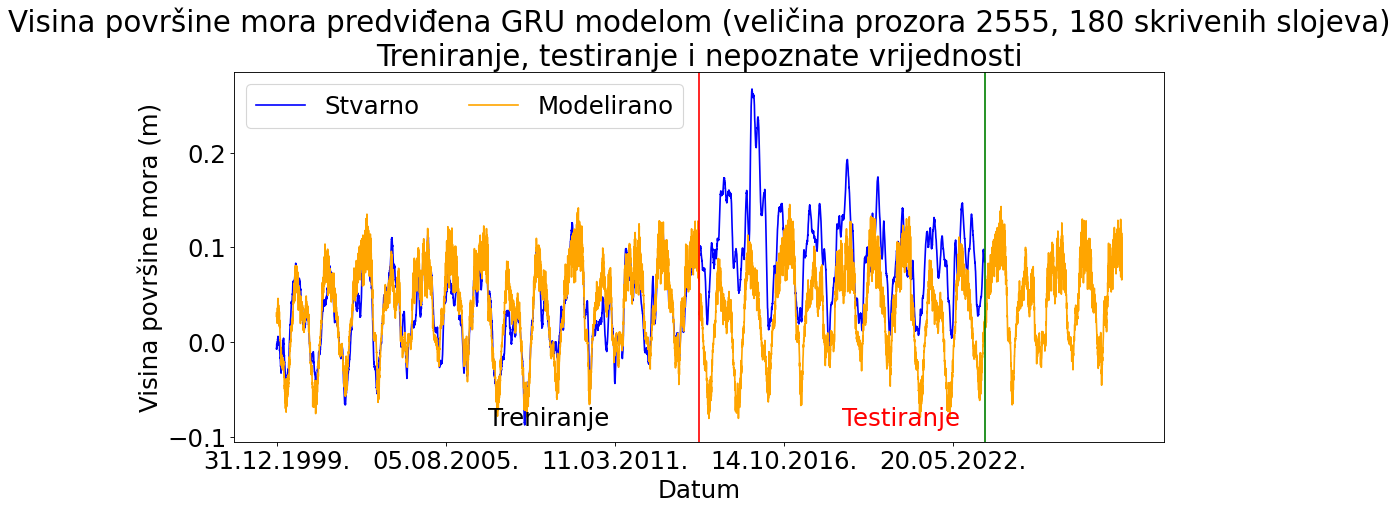 Visina površine mora predviđena GRU modelom (veličina prozora 2555, 180 skrivenih slojeva)
Treniranje, testiranje i nepoznate vrijednosti
Stvarno
Modelirano
Visina površine mora (m)
0.2
0.1
0.0
−0.1
Treniranje
Testiranje
31.12.1999.
05.08.2005.
11.03.2011.
14.10.2016.
20.05.2022.
Datum